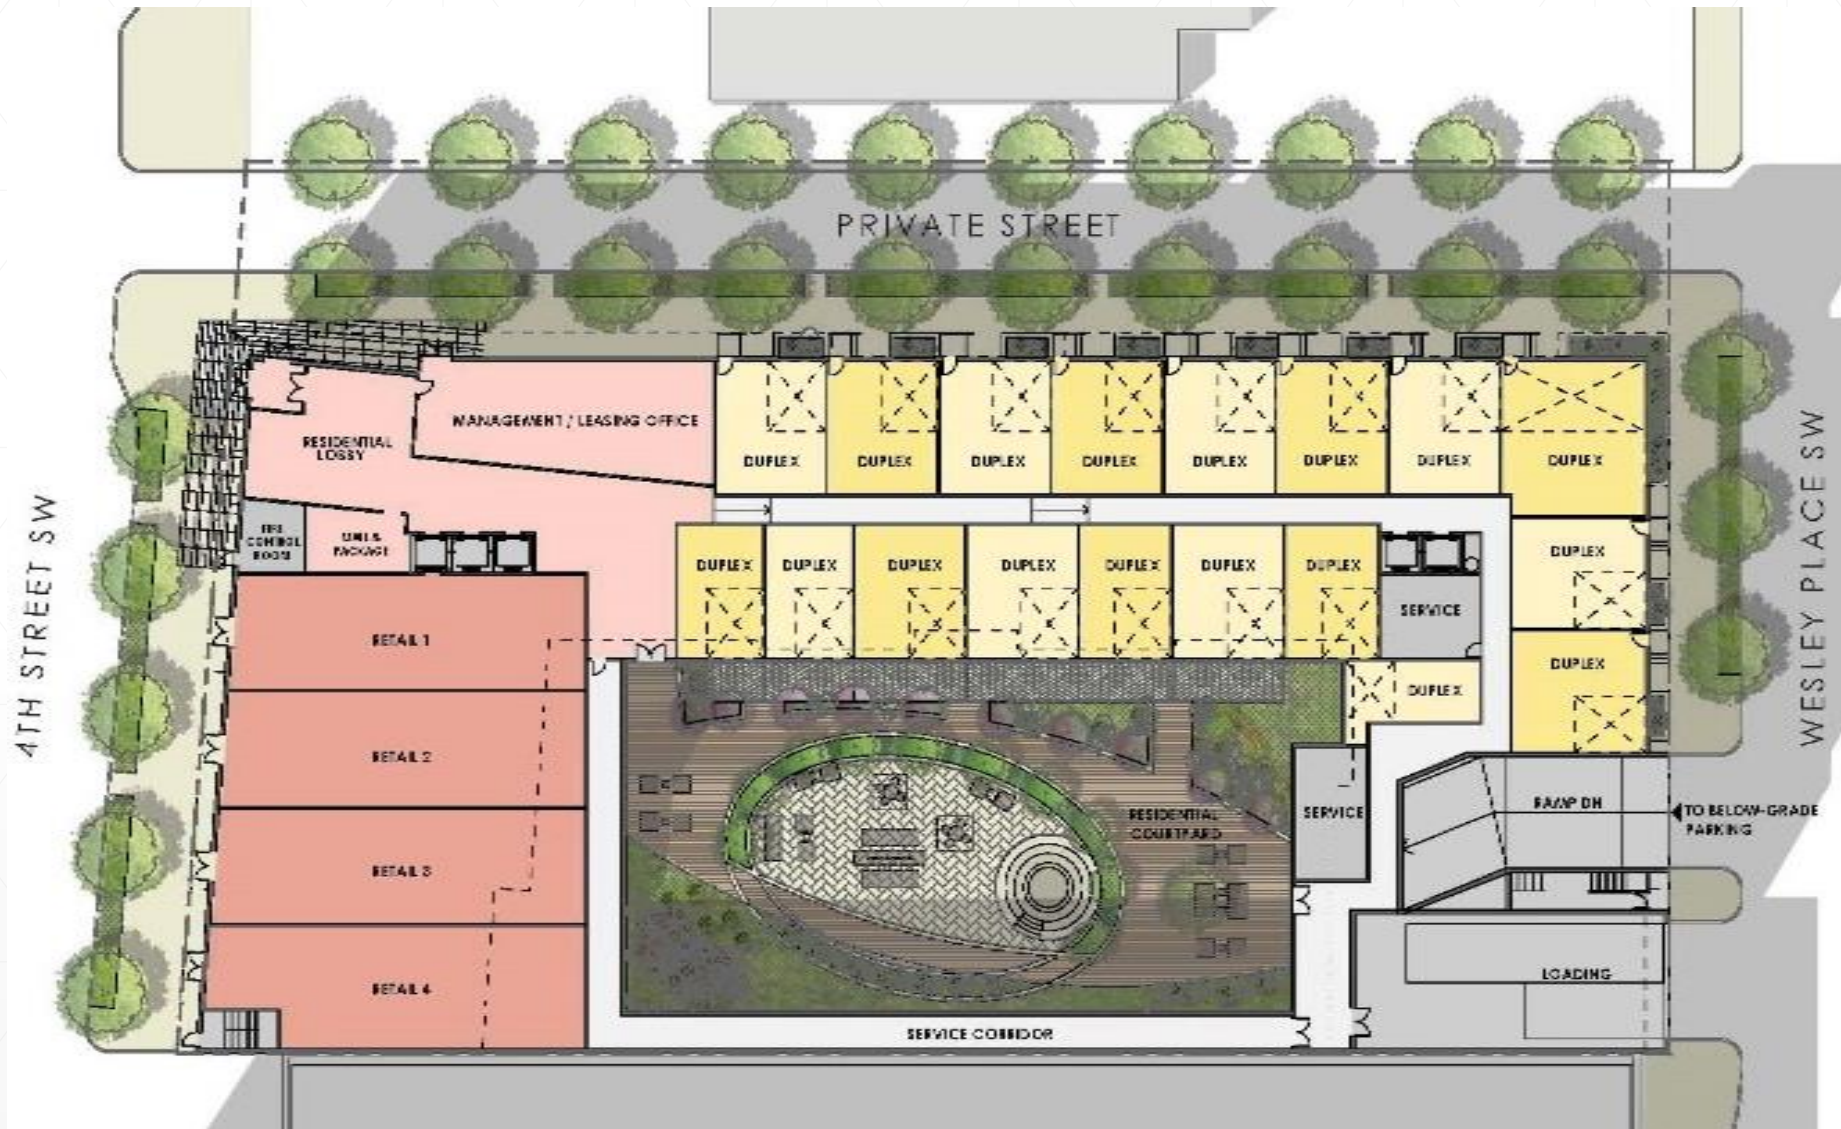 PRIVATE STREET
MANAGEMENT / LEASING OFFICE
RESIDENTIAL
LOBBY
DUPLEX
DUPLEX
DUPLEX
DUPLEX
DUPLEX
DUPLEX
DUPLEX
DUPLEX
FIRE
CONTROL
ROOM
MAIL &
PACKAGE
DUPLEX
DUPLEX
DUPLEX
DUPLEX
DUPLEX
DUPLEX
DUPLEX
DUPLEX
SERVICE
RETAIL 1
DUPLEX
DUPLEX
RETAIL 2
RETAIL 3
RETAIL 4
RESIDENTIAL
COURTYARD
SERVICE
RAMP DN
TO BELOW-GRADE
PARKING
LOADING
SERVICE CORRIDOR
4TH STREET SW
WESLEY PLACE SW